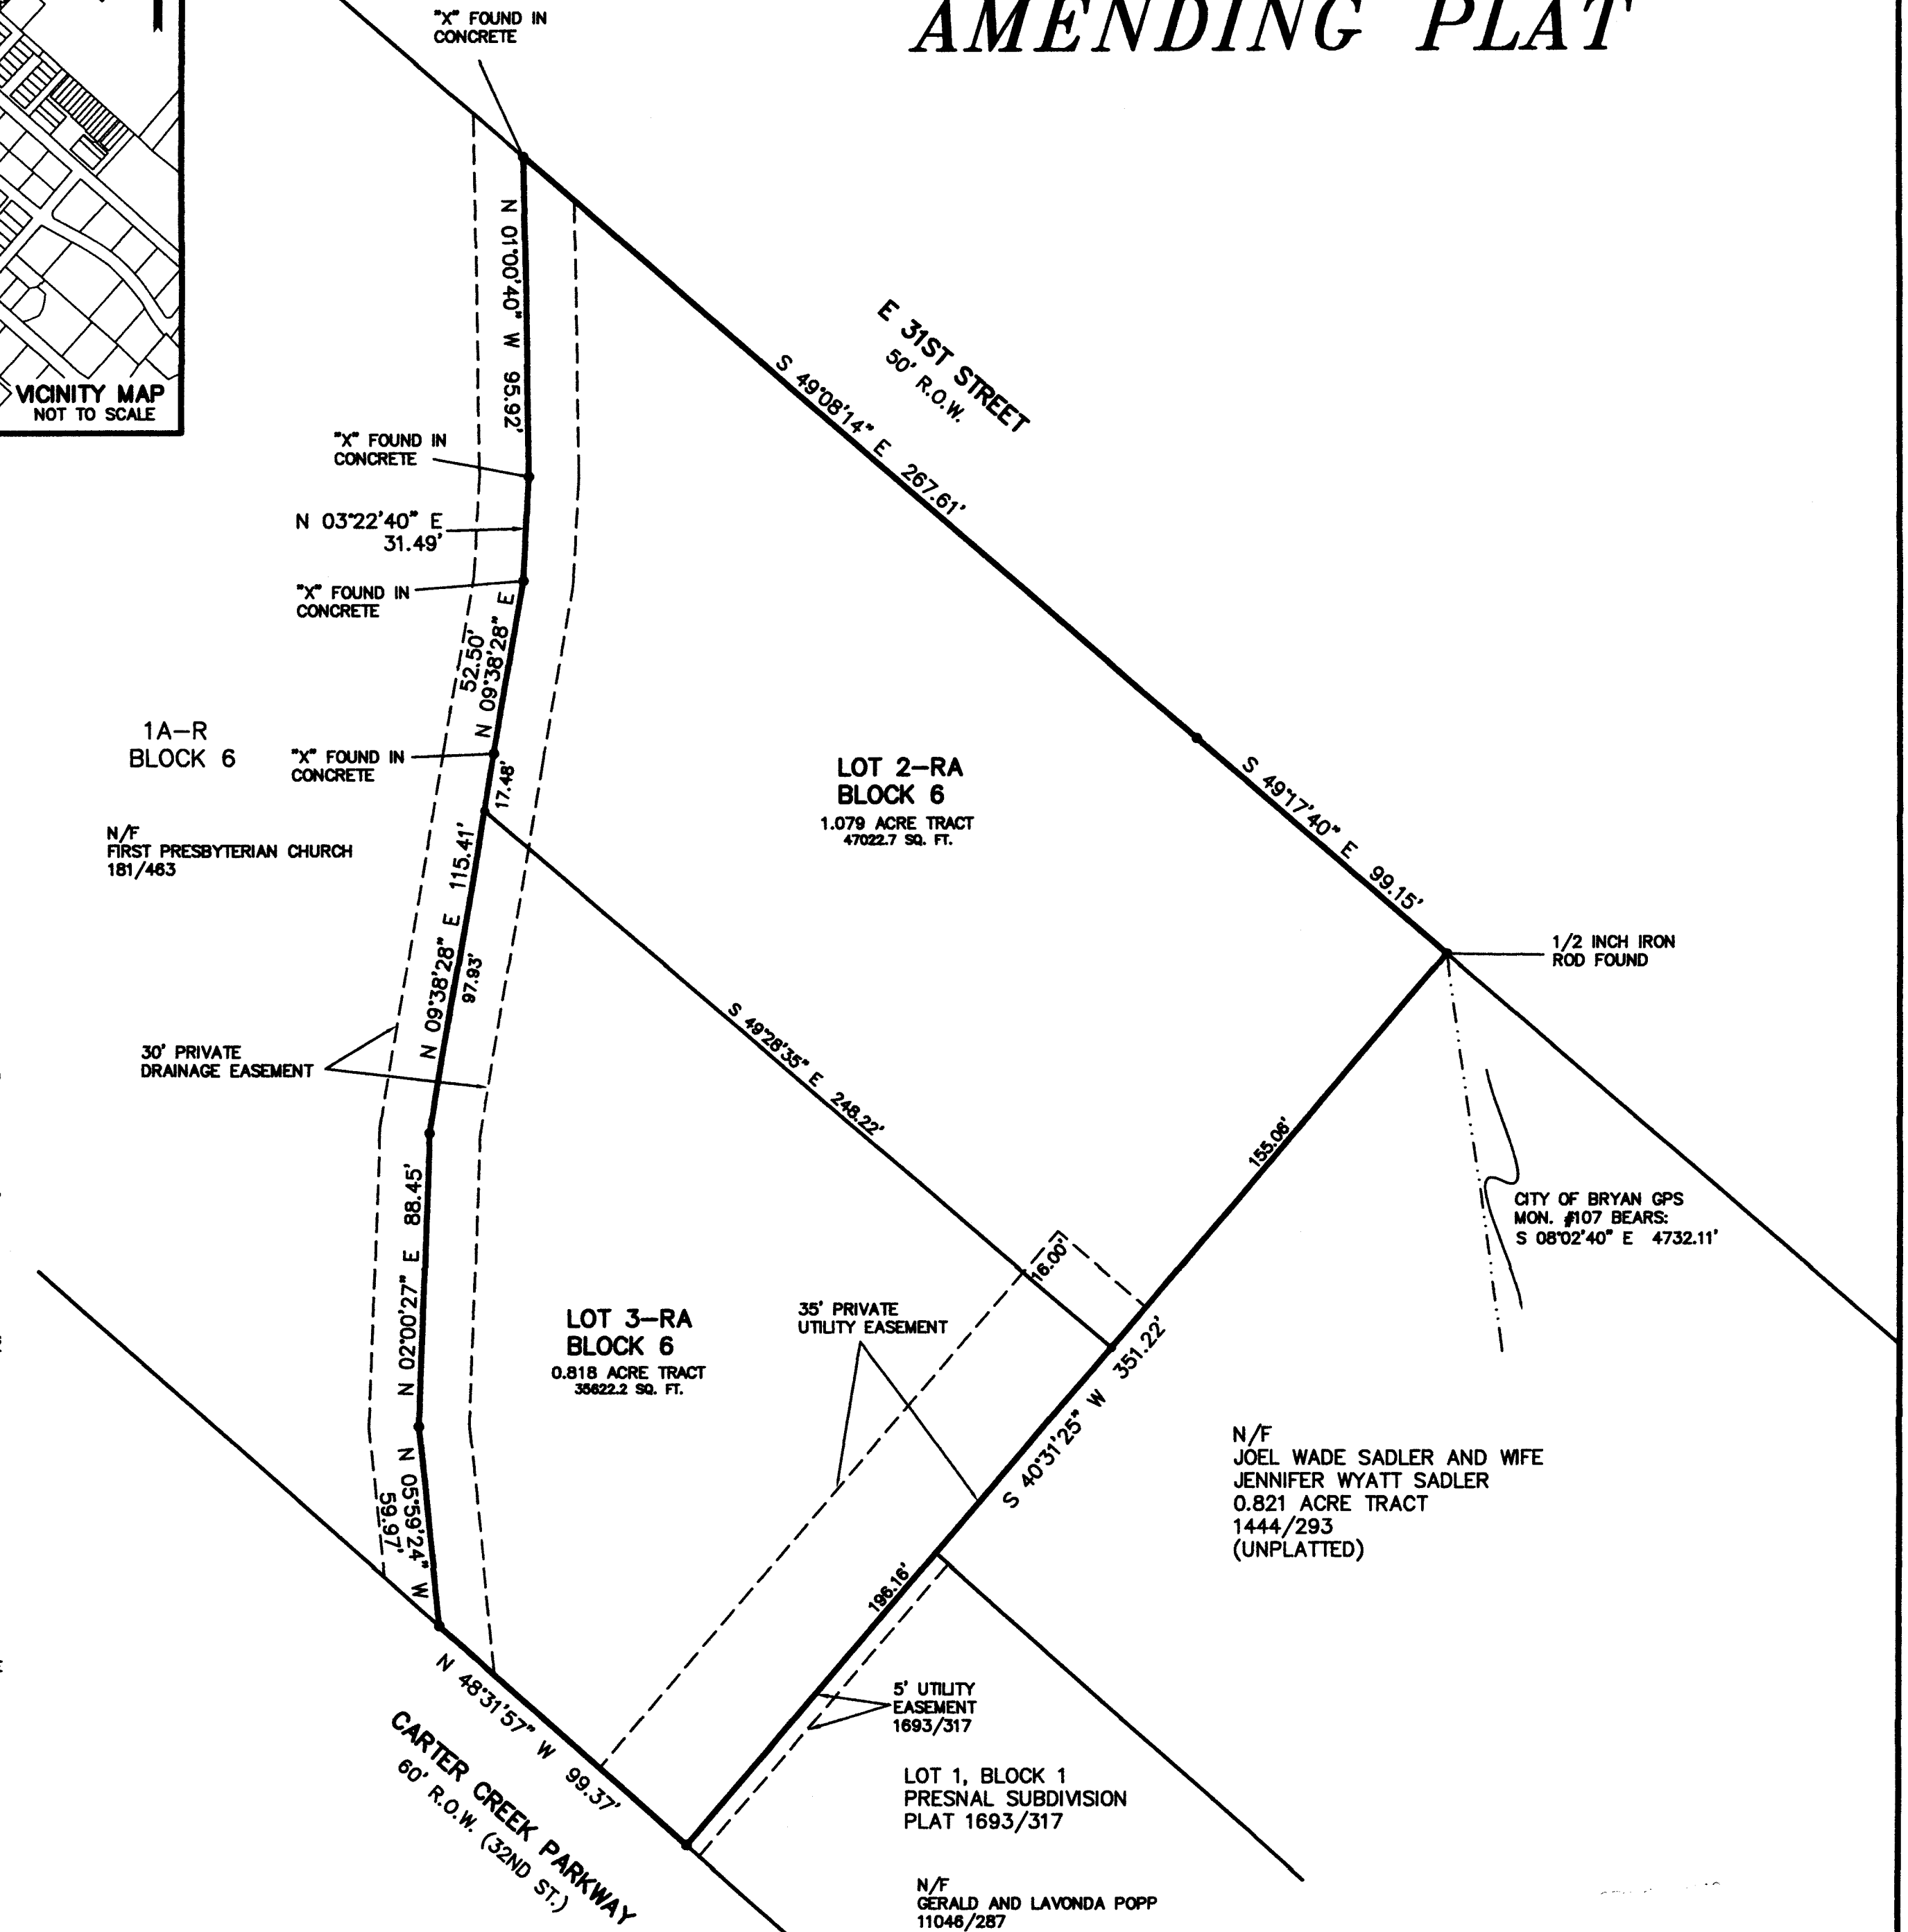 AMENDING PLAT
"X" FOUND IN
CONCRETE
VICINITY MAP
NOT TO SCALE
N 01°00'40" W 95.92'
E 31ST STREET
50' R.O.W.
S 49°08'14" E 267.61'
"X" FOUND IN
CONCRETE
N 03°22'40" E
31.49'
"X" FOUND IN
CONCRETE
52.50'
N 09°38'28" E
1A-R
BLOCK 6
"X" FOUND IN
CONCRETE
17.48'
LOT 2-RA
BLOCK 6
1.079 ACRE TRACT
47022.7 SQ. FT.
S 49°17'40" E 99.15'
N/F
FIRST PRESBYTERIAN CHURCH
181/463
N 09°38'28" E 115.41'
97.93'
1/2 INCH IRON
ROD FOUND
30' PRIVATE
DRAINAGE EASEMENT
S 49°28'35" E 248.22'
155.06'
CITY OF BRYAN GPS
MON. #107 BEARS:
S 08°02'40" E 4732.11'
N 02°00'27" E 88.45'
16.00'
LOT 3-RA
BLOCK 6
0.818 ACRE TRACT
35622.2 SQ. FT.
35' PRIVATE
UTILITY EASEMENT
S 40°31'25" W 351.22'
N/F
JOEL WADE SADLER AND WIFE
JENNIFER WYATT SADLER
0.821 ACRE TRACT
1444/293
(UNPLATTED)
N 05°59'24" W
59.97'
196.16'
N 48°31'57" W 99.37'
5' UTILITY
EASEMENT
1693/317
CARTER CREEK PARKWAY
60' R.O.W. (32ND ST.)
LOT 1, BLOCK 1
PRESNAL SUBDIVISION
PLAT 1693/317
N/F
GERALD AND LAVONDA POPP
11046/287